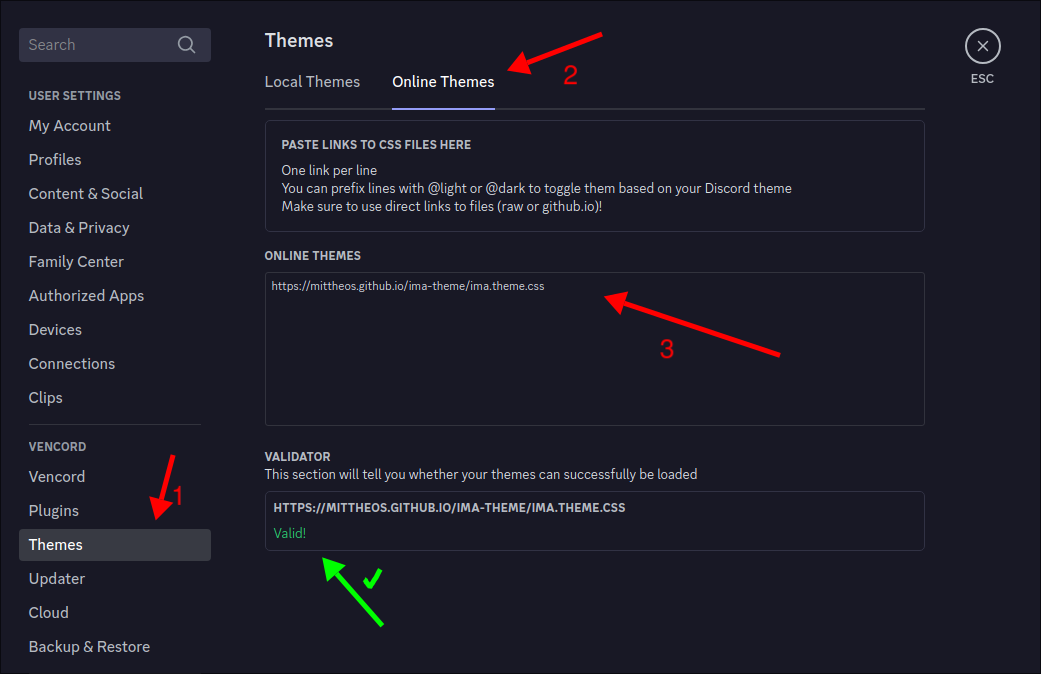 Search
USER SETTINGS
My Account
Profiles
Content & Social
Data & Privacy
Family Center
Authorized Apps
Devices
Connections
Clips
VENCORD
Vencord
Plugins
Themes
Updater
Cloud
Backup & Restore
1
Themes
Local Themes Online Themes
2
ESC
PASTE LINKS TO CSS FILES HERE
One link per line
You can prefix lines with @light or @dark to toggle them based on your Discord theme
Make sure to use direct links to files (raw or github.io)!
ONLINE THEMES
https://mittheos.github.io/ima-theme/ima.theme.css
3
VALIDATOR
This section will tell you whether your themes can successfully be loaded
HTTPS://MITTHEOS.GITHUB.IO/IMA-THEME/IMA.THEME.CSS
Valid!